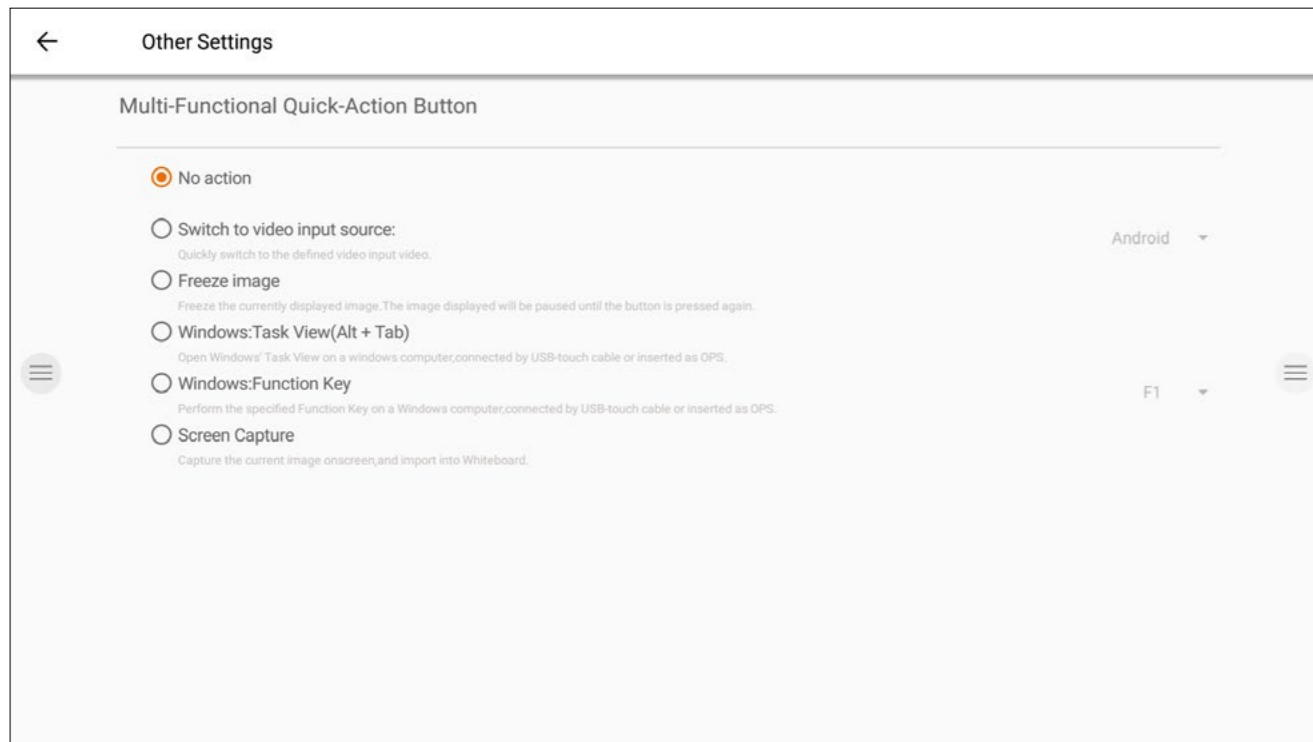 Other Settings
Multi-Functional Quick-Action Button
No action
Switch to video input source:
Android
Quickly switch to the defined video input video.
Freeze image
Freeze the currently displayed image.The image displayed will be paused until the button is pressed again.
Windows:Task View(Alt + Tab)
Open Windows' Task View on a windows computer,connected by USB-touch cable or inserted as OPS.
Windows:Function Key
F1
Perform the specified Function Key on a Windows computer,connected by USB-touch cable or inserted as OPS.
Screen Capture
Capture the current image onscreen,and import into Whiteboard.